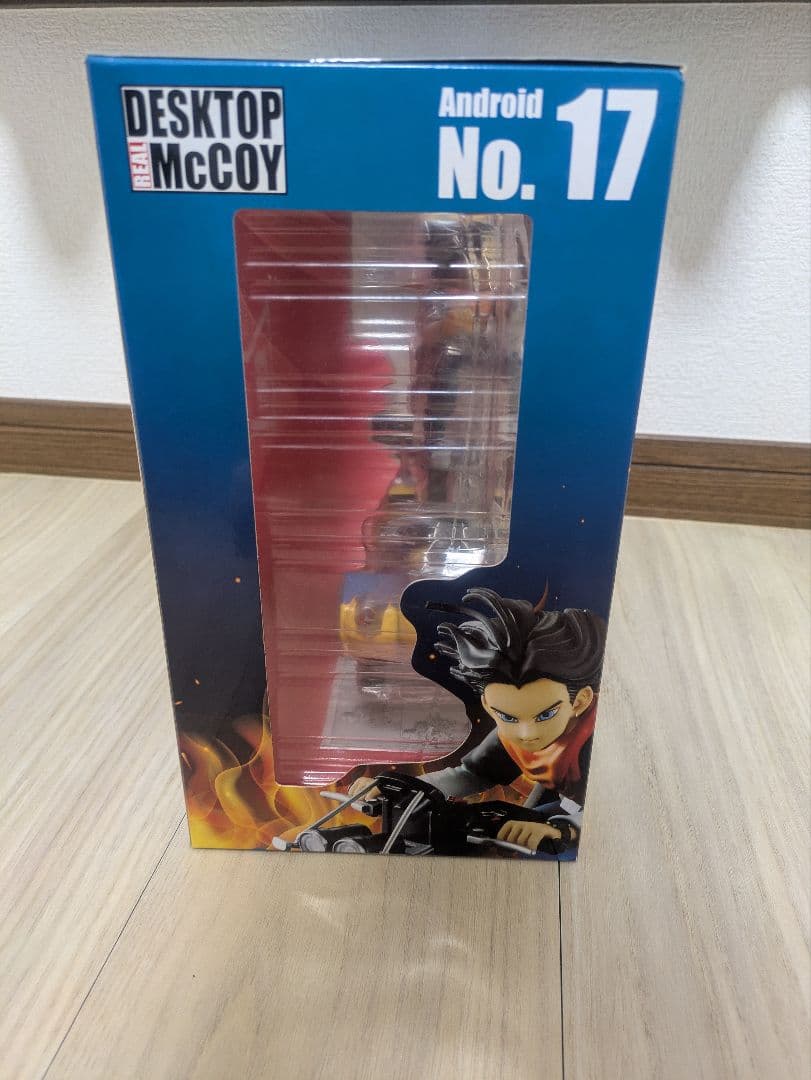 DESKTOP
REAL
McCOY
Android
No. 17